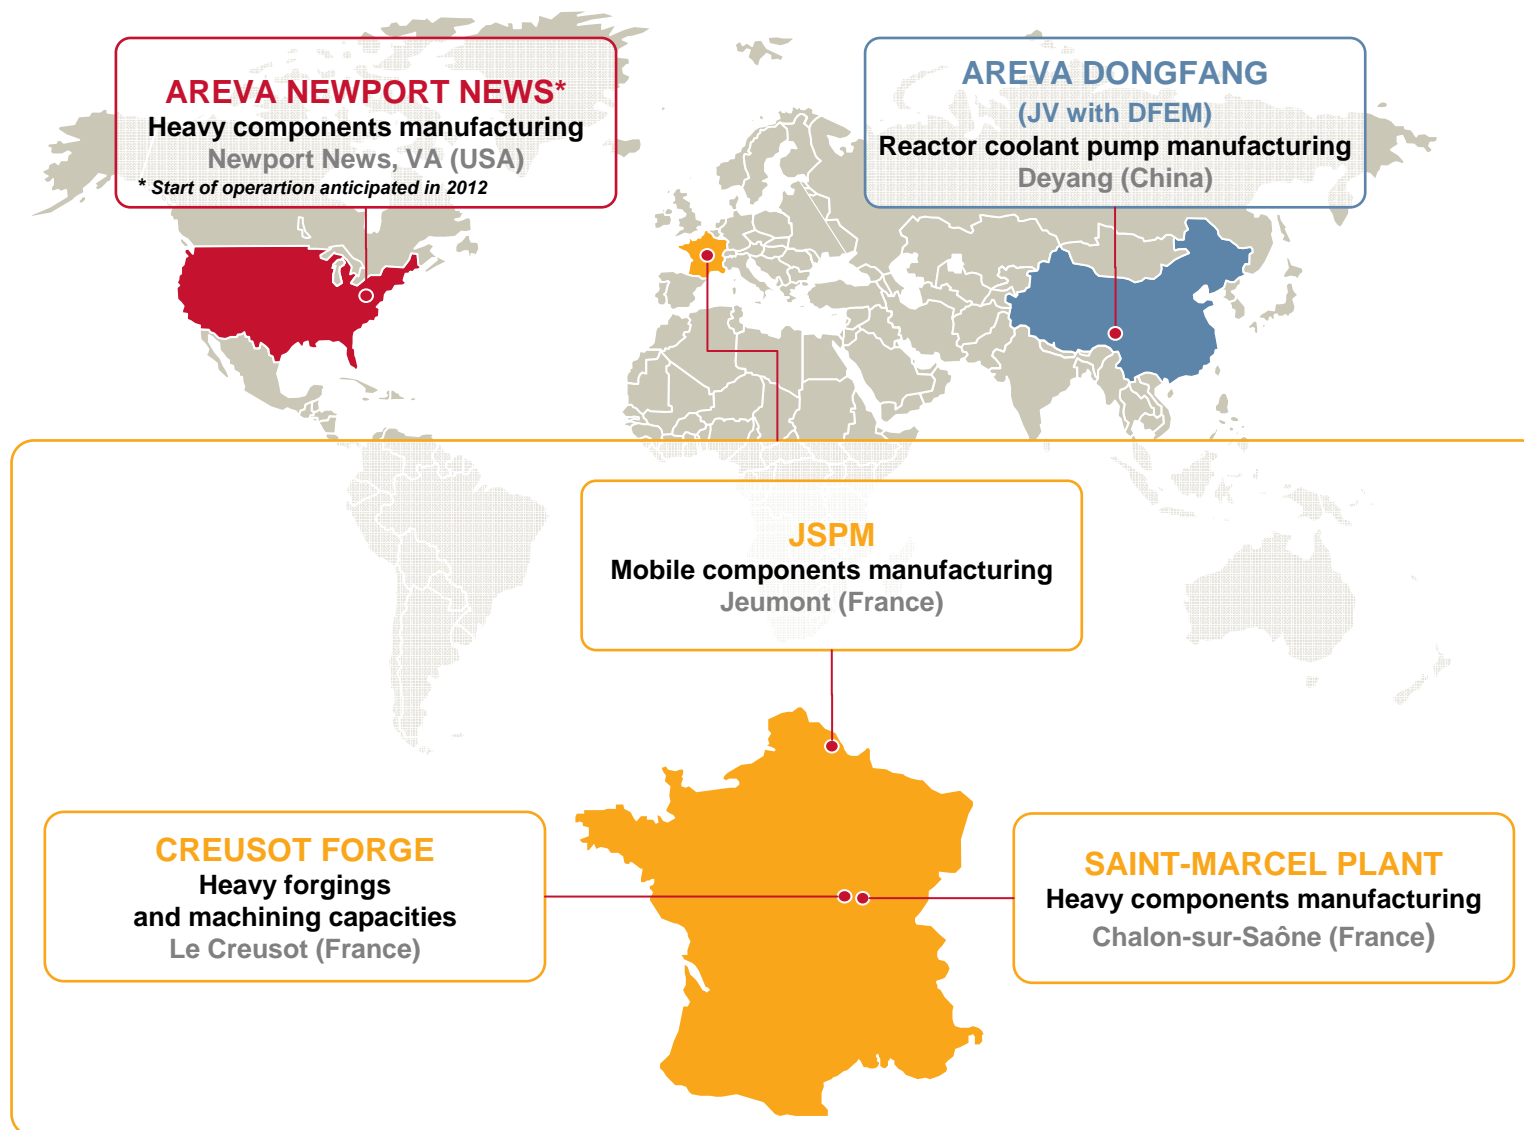 AREVA NEWPORT NEWS*
Heavy components manufacturing
Newport News, VA (USA)
* Start of operartion anticipated in 2012
AREVA DONGFANG
(JV with DFEM)
Reactor coolant pump manufacturing
Deyang (China)
JSPM
Mobile components manufacturing
Jeumont (France)
CREUSOT FORGE
Heavy forgings
and machining capacities
Le Creusot (France)
SAINT-MARCEL PLANT
Heavy components manufacturing
Chalon-sur-Saône (France)